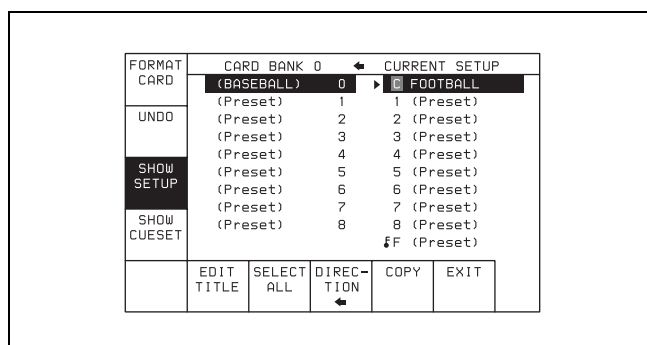 FORMAT CARD
CARD BANK 0 ← CURRENT SETUP
(BASEBALL) 0 ▶ C FOOTBALL
(Preset) 1 1 (Preset)
UNDO
(Preset) 2 2 (Preset)
(Preset) 3 3 (Preset)
(Preset) 4 4 (Preset)
SHOW SETUP
(Preset) 5 5 (Preset)
(Preset) 6 6 (Preset)
(Preset) 7 7 (Preset)
SHOW CUESET
(Preset) 8 8 (Preset)
F (Preset)
EDIT TITLE
SELECT ALL
DIREC-
TION
←
COPY
EXIT